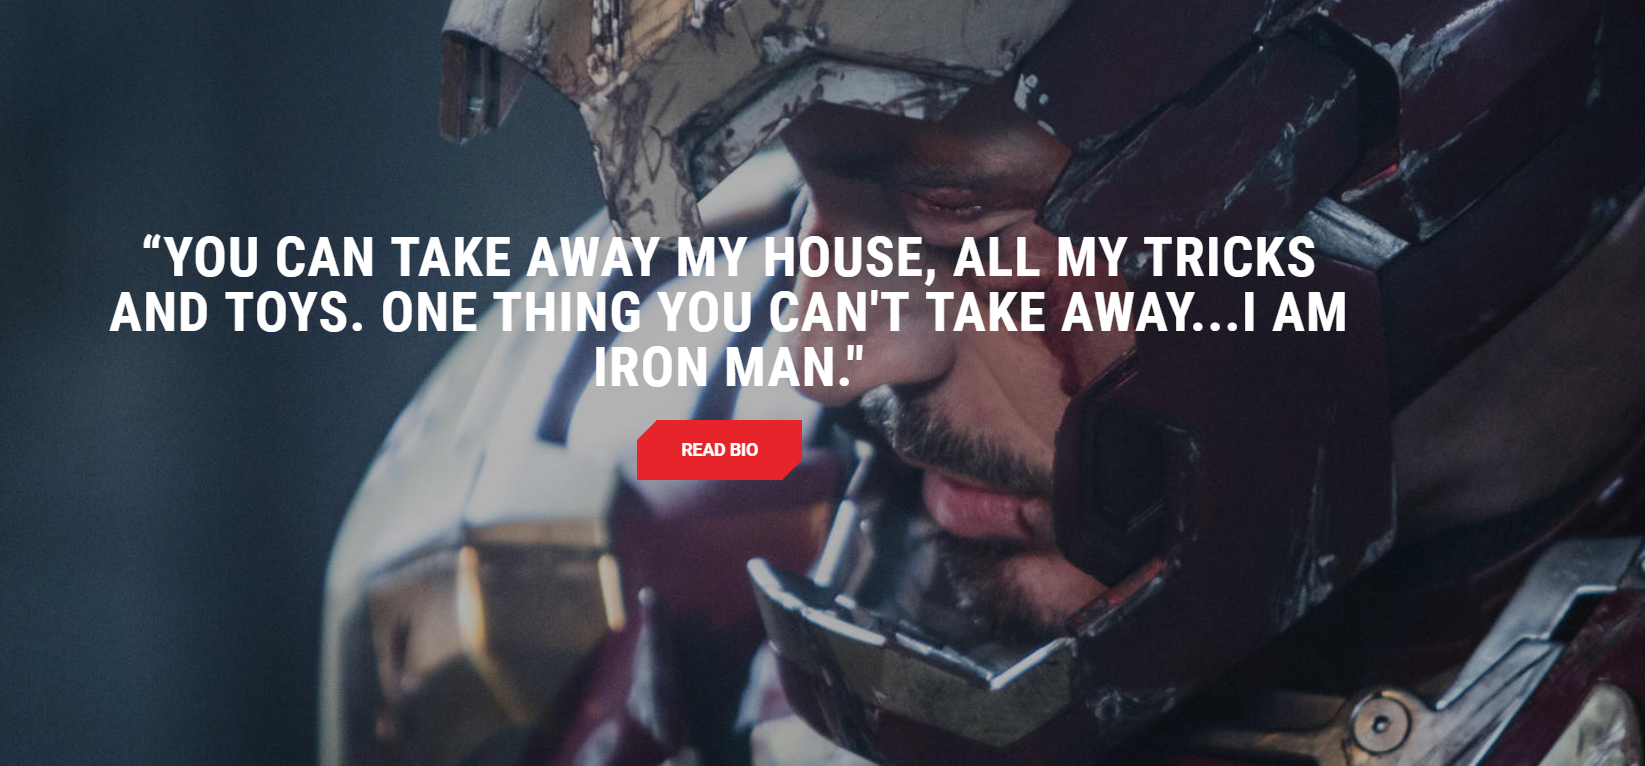 “YOU CAN TAKE AWAY MY HOUSE, ALL MY TRICKS
AND TOYS. ONE THING YOU CAN'T TAKE AWAY...I AM
IRON MAN."
READ BIO